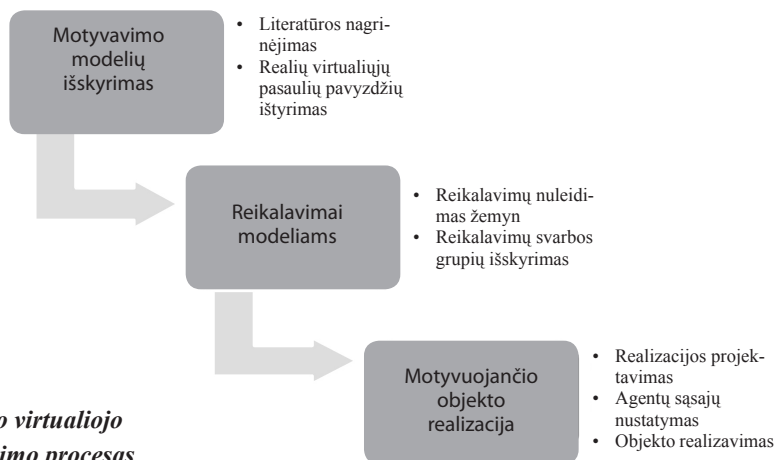 Motyvavimo
modelių
išskyrimas
• Literatūros nagri-
nėjimas
• Realių virtualiųjų
pasaulių pavyzdžių
ištyrimas
Reikalavimai
modeliams
• Reikalavimų nuleidi-
mas žemyn
• Reikalavimų svarbos
grupių išskyrimas
Motyvuojančio
objekto
realizacija
• Realizacijos projek-
tavimas
• Agentų sąsajų
nustatymas
• Objekto realizavimas
o virtualiojo
imo procesas